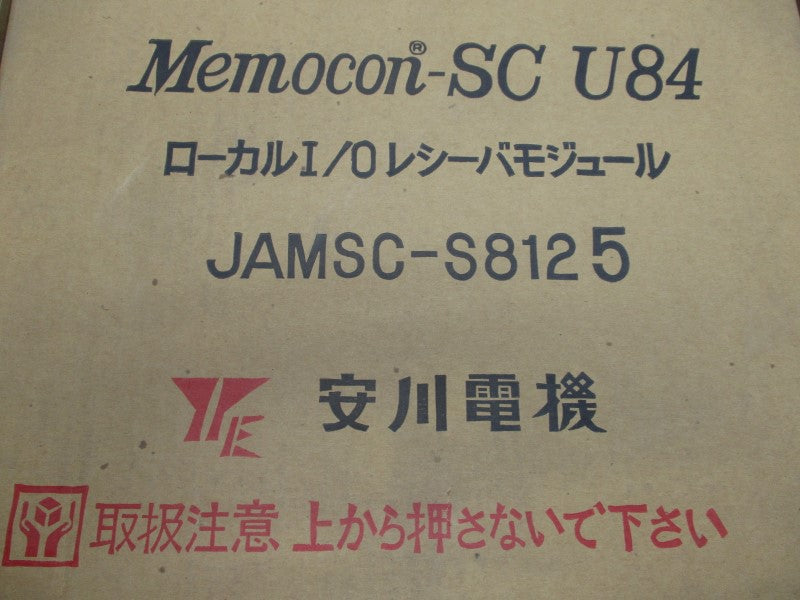 Memocon®-SC U84
ローカルI/Oレシーバモジュール
JAMSC-S8125
YE 安川電機
取扱注意 上から押さないで下さい